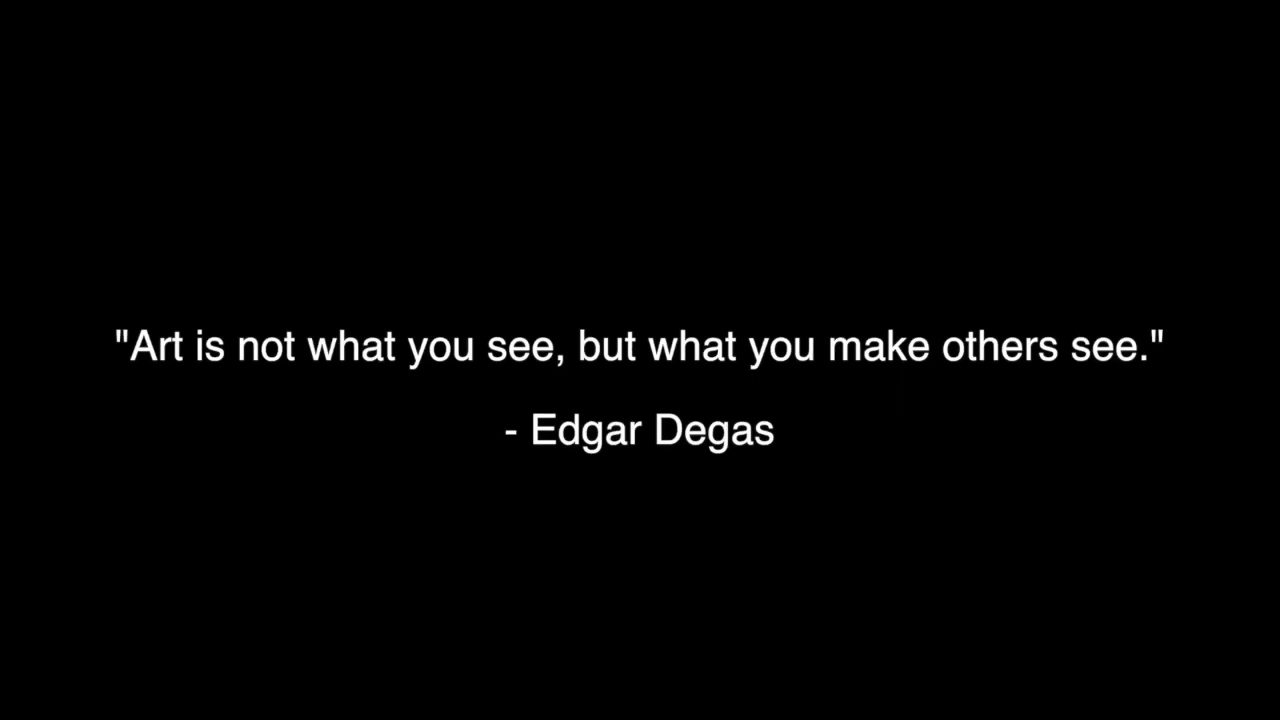 "Art is not what you see, but what you make others see."
- Edgar Degas